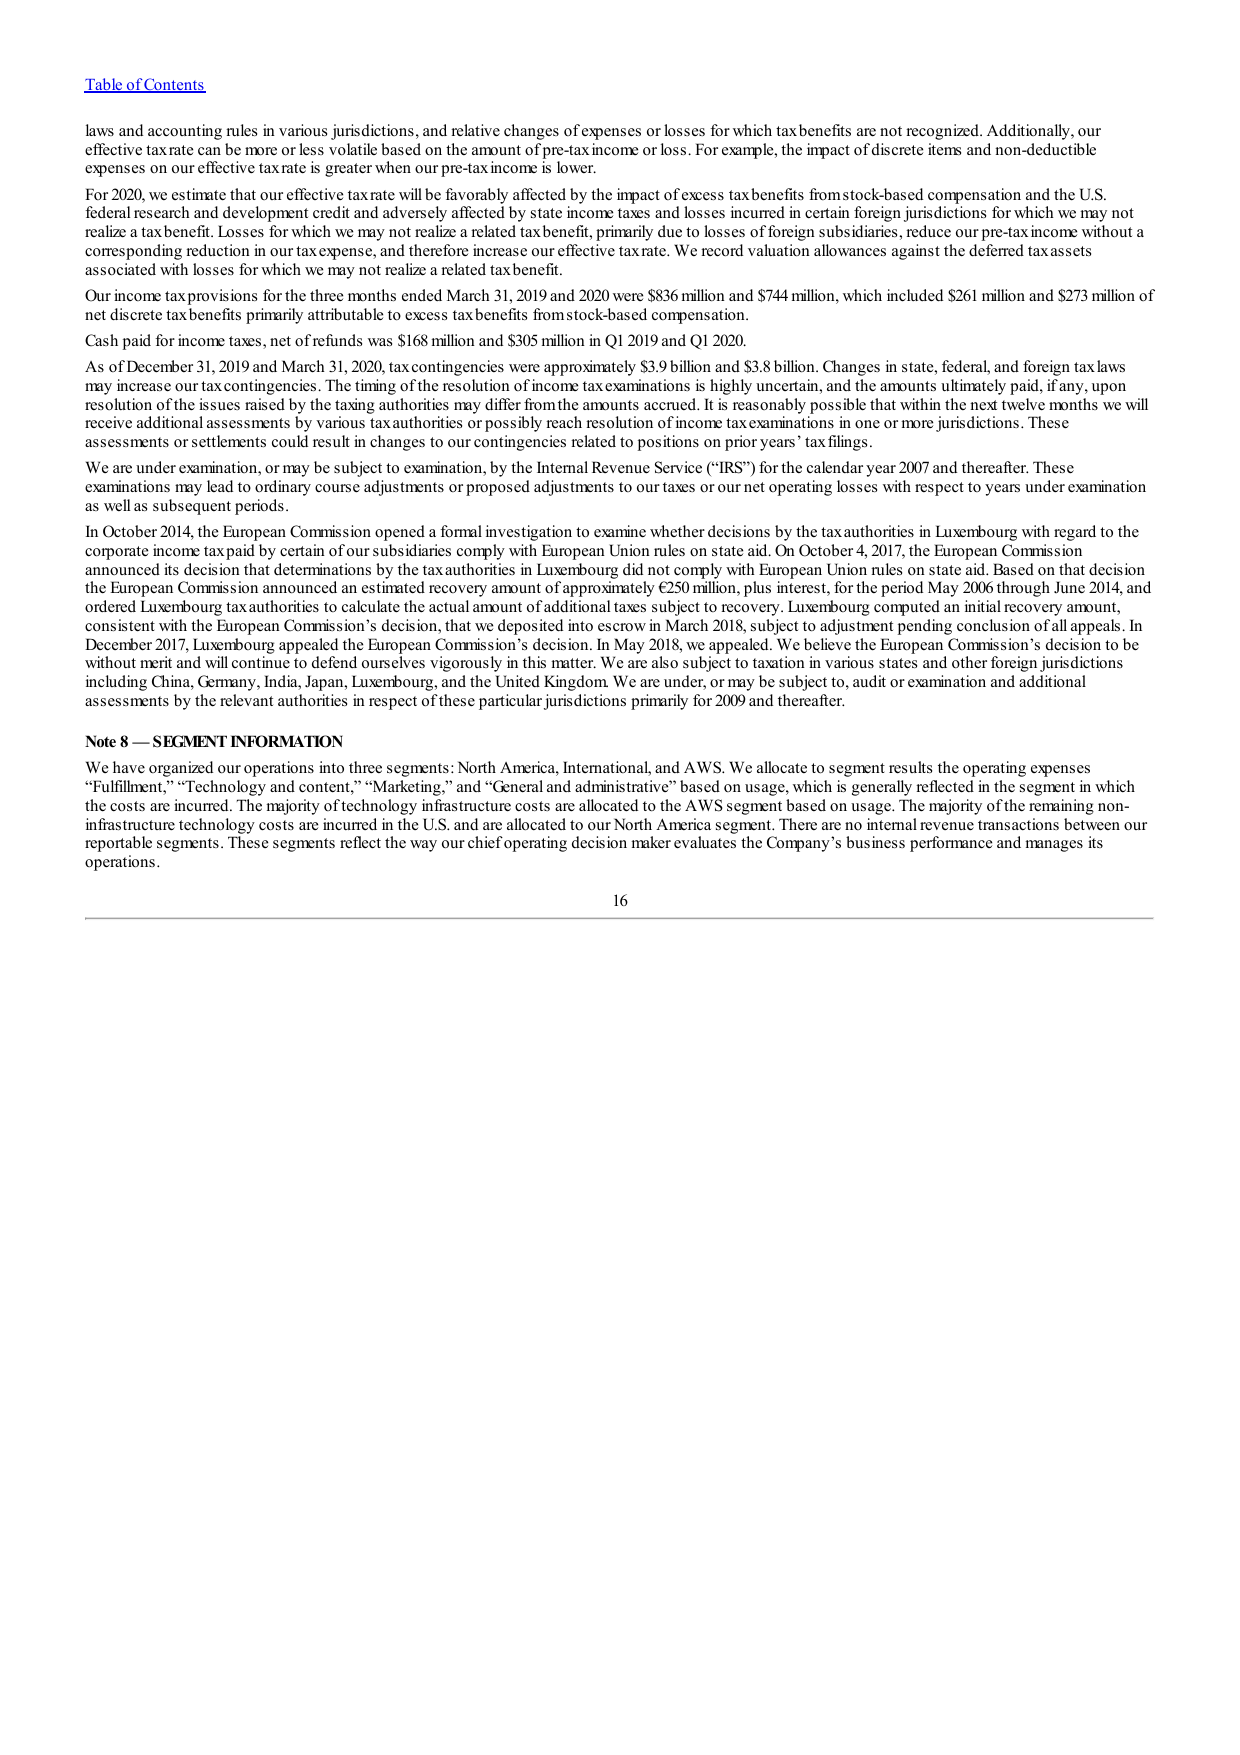 Table of Contents
laws and accounting rules in various jurisdictions, and relative changes of expenses or losses for which tax benefits are not recognized. Additionally, our
effective tax rate can be more or less volatile based on the amount of pre-tax income or loss. For example, the impact of discrete items and non-deductible
expenses on our effective tax rate is greater when our pre-tax income is lower.
For 2020, we estimate that our effective tax rate will be favorably affected by the impact of excess tax benefits from stock-based compensation and the U.S.
federal research and development credit and adversely affected by state income taxes and losses incurred in certain foreign jurisdictions for which we may not
realize a tax benefit. Losses for which we may not realize a related tax benefit, primarily due to losses of foreign subsidiaries, reduce our pre-tax income without a
corresponding reduction in our tax expense, and therefore increase our effective tax rate. We record valuation allowances against the deferred tax assets
associated with losses for which we may not realize a related tax benefit.
Our income tax provisions for the three months ended March 31, 2019 and 2020 were $836 million and $744 million, which included $261 million and $273 million of
net discrete tax benefits primarily attributable to excess tax benefits from stock-based compensation.
Cash paid for income taxes, net of refunds was $168 million and $305 million in Q1 2019 and Q1 2020.
As of December 31, 2019 and March 31, 2020, tax contingencies were approximately $3.9 billion and $3.8 billion. Changes in state, federal, and foreign tax laws
may increase our tax contingencies. The timing of the resolution of income tax examinations is highly uncertain, and the amounts ultimately paid, if any, upon
resolution of the issues raised by the taxing authorities may differ from the amounts accrued. It is reasonably possible that within the next twelve months we will
receive additional assessments by various tax authorities or possibly reach resolution of income tax examinations in one or more jurisdictions. These
assessments or settlements could result in changes to our contingencies related to positions on prior years’ tax filings.
We are under examination, or may be subject to examination, by the Internal Revenue Service (“IRS”) for the calendar year 2007 and thereafter. These
examinations may lead to ordinary course adjustments or proposed adjustments to our taxes or our net operating losses with respect to years under examination
as well as subsequent periods.
In October 2014, the European Commission opened a formal investigation to examine whether decisions by the tax authorities in Luxembourg with regard to the
corporate income tax paid by certain of our subsidiaries comply with European Union rules on state aid. On October 4, 2017, the European Commission
announced its decision that determinations by the tax authorities in Luxembourg did not comply with European Union rules on state aid. Based on that decision
the European Commission announced an estimated recovery amount of approximately €250 million, plus interest, for the period May 2006 through June 2014, and
ordered Luxembourg tax authorities to calculate the actual amount of additional taxes subject to recovery. Luxembourg computed an initial recovery amount,
consistent with the European Commission’s decision, that we deposited into escrow in March 2018, subject to adjustment pending conclusion of all appeals. In
December 2017, Luxembourg appealed the European Commission’s decision. In May 2018, we appealed. We believe the European Commission’s decision to be
without merit and will continue to defend ourselves vigorously in this matter. We are also subject to taxation in various states and other foreign jurisdictions
including China, Germany, India, Japan, Luxembourg, and the United Kingdom. We are under, or may be subject to, audit or examination and additional
assessments by the relevant authorities in respect of these particular jurisdictions primarily for 2009 and thereafter.
Note 8 — SEGMENT INFORMATION
We have organized our operations into three segments: North America, International, and AWS. We allocate to segment results the operating expenses
“Fulfillment,” “Technology and content,” “Marketing,” and “General and administrative” based on usage, which is generally reflected in the segment in which
the costs are incurred. The majority of technology infrastructure costs are allocated to the AWS segment based on usage. The majority of the remaining non-
infrastructure technology costs are incurred in the U.S. and are allocated to our North America segment. There are no internal revenue transactions between our
reportable segments. These segments reflect the way our chief operating decision maker evaluates the Company’s business performance and manages its
operations.
16